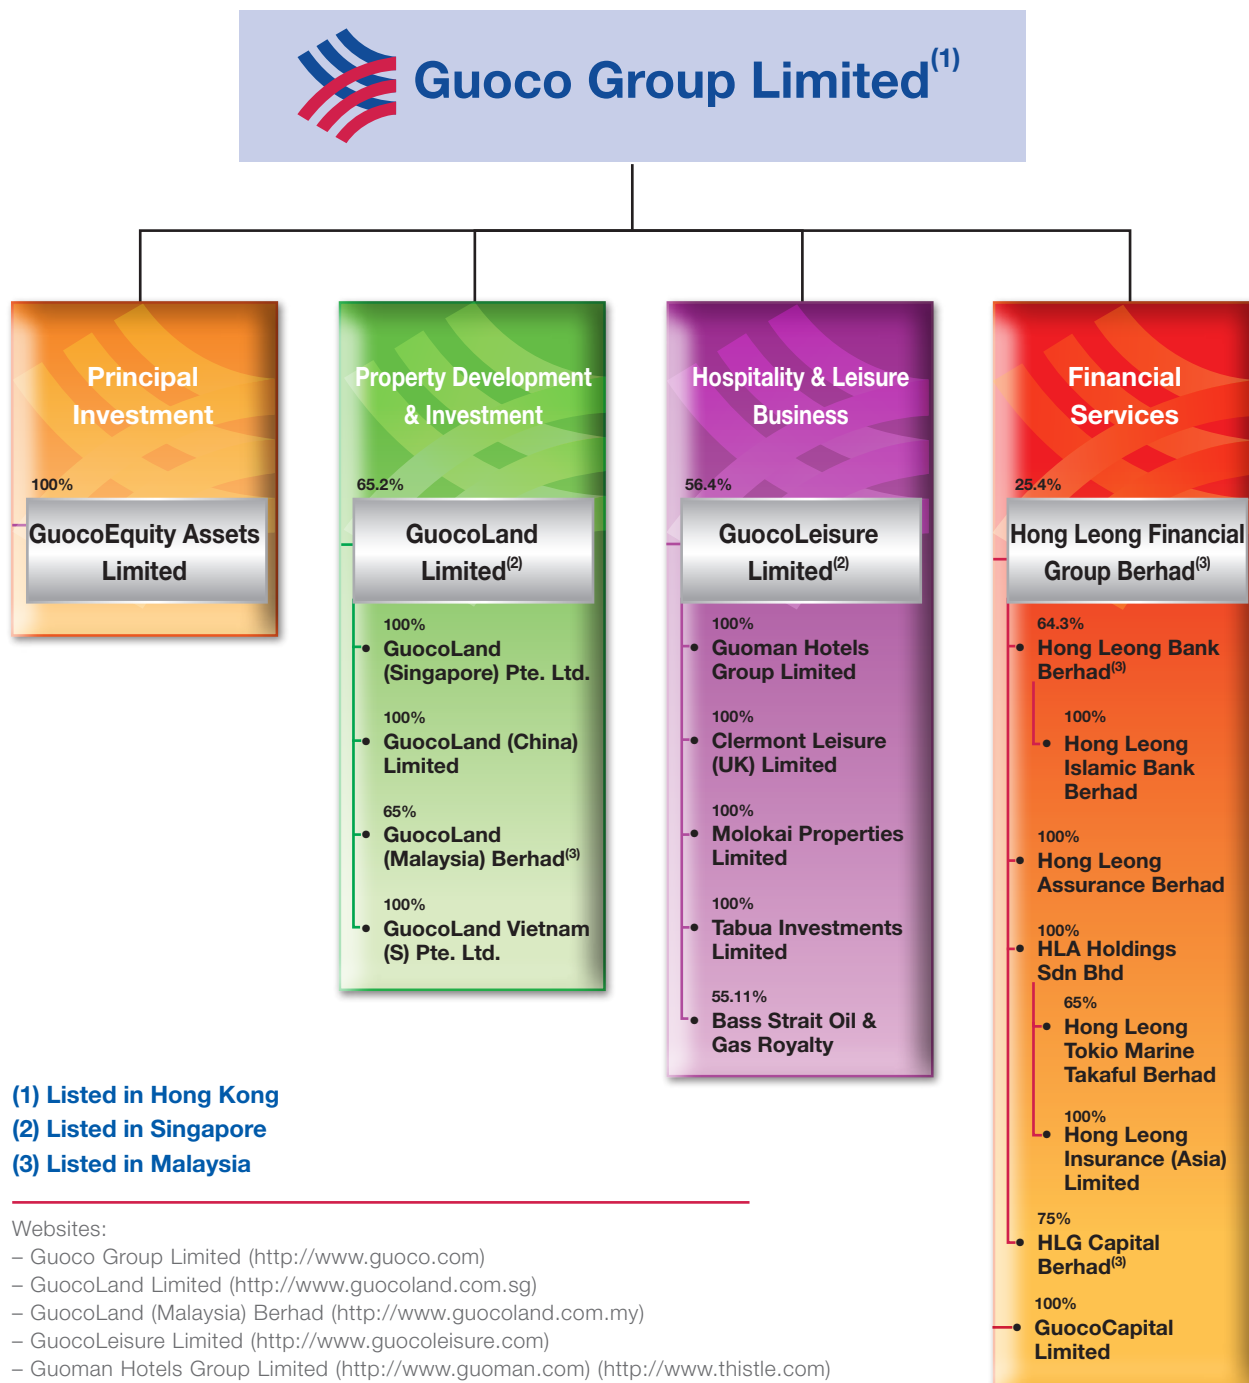 Guoco Group Limited(1)
Principal
Investment
100%
GuocoEquity Assets
Limited
Property Development
& Investment
65.2%
GuocoLand
Limited(2)
100%
GuocoLand
(Singapore) Pte. Ltd.
100%
GuocoLand (China)
Limited
65%
GuocoLand
(Malaysia) Berhad(3)
100%
GuocoLand Vietnam
(S) Pte. Ltd.
Hospitality & Leisure
Business
56.4%
GuocoLeisure
Limited(2)
100%
Guoman Hotels
Group Limited
100%
Clermont Leisure
(UK) Limited
100%
Molokai Properties
Limited
100%
Tabua Investments
Limited
55.11%
Bass Strait Oil &
Gas Royalty
Financial
Services
25.4%
Hong Leong Financial
Group Berhad(3)
64.3%
Hong Leong Bank
Berhad(3)
100%
Hong Leong
Islamic Bank
Berhad
100%
Hong Leong
Assurance Berhad
100%
HLA Holdings
Sdn Bhd
65%
Hong Leong
Tokio Marine
Takaful Berhad
100%
Hong Leong
Insurance (Asia)
Limited
75%
HLG Capital
Berhad(3)
100%
GuocoCapital
Limited
(1) Listed in Hong Kong
(2) Listed in Singapore
(3) Listed in Malaysia
Websites:
– Guoco Group Limited (http://www.guoco.com)
– GuocoLand Limited (http://www.guocoland.com.sg)
– GuocoLand (Malaysia) Berhad (http://www.guocoland.com.my)
– GuocoLeisure Limited (http://www.guocoleisure.com)
– Guoman Hotels Group Limited (http://www.guoman.com) (http://www.thistle.com)